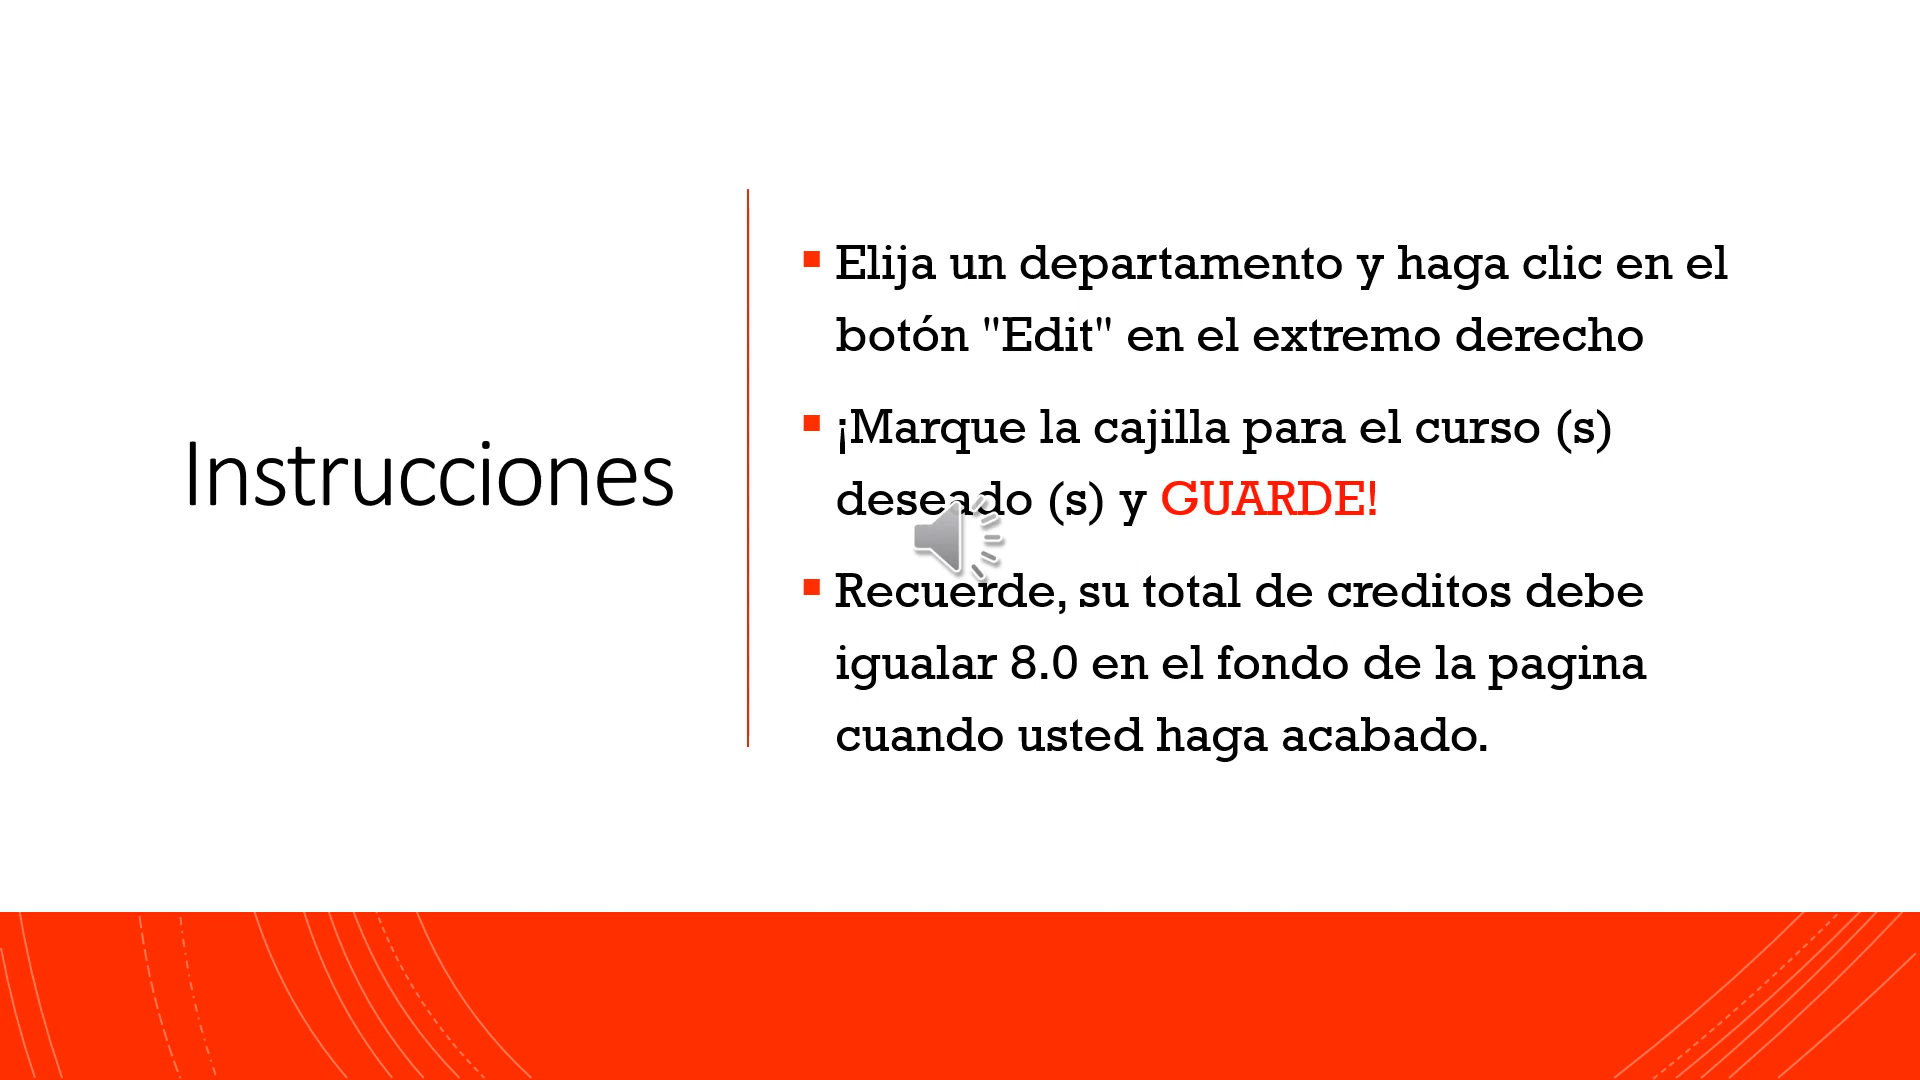 Instrucciones
Elija un departamento y haga clic en el
botón "Edit" en el extremo derecho
¡Marque la cajilla para el curso (s)
deseado (s) y GUARDE!
Recuerde, su total de creditos debe
igualar 8.0 en el fondo de la pagina
cuando usted haga acabado.